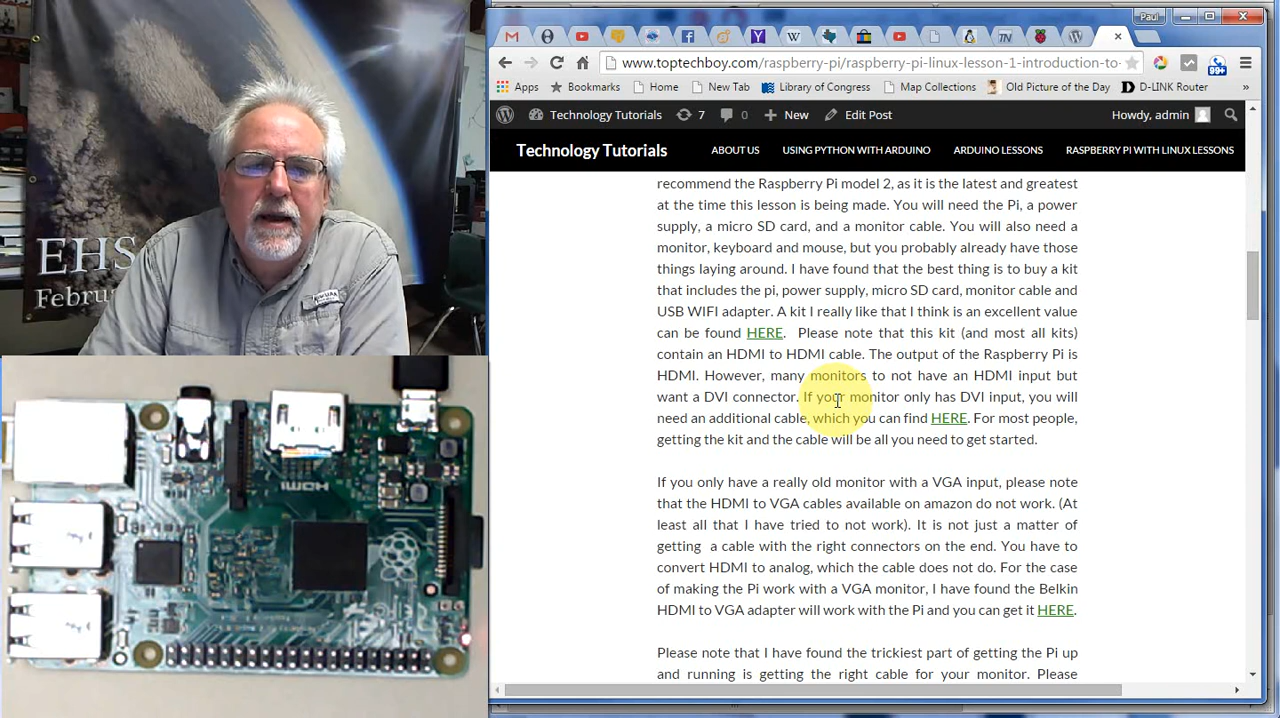 EHS
Februa
HDMI
Paul
www.toptechboy.com/raspberry-pi/raspberry-pi-linux-lesson-1-introduction-to-
99+
Apps Bookmarks Home New Tab Library of Congress Map Collections Old Picture of the Day D-LINK Router »
Technology Tutorials 7 0 New Edit Post Howdy, admin
Technology Tutorials ABOUT US USING PYTHON WITH ARDUINO ARDUINO LESSONS RASPBERRY PI WITH LINUX LESSONS
recommend the Raspberry Pi model 2, as it is the latest and greatest
at the time this lesson is being made. You will need the Pi, a power
supply, a micro SD card, and a monitor cable. You will also need a
monitor, keyboard and mouse, but you probably already have those
things laying around. I have found that the best thing is to buy a kit
that includes the pi, power supply, micro SD card, monitor cable and
USB WIFI adapter. A kit I really like that I think is an excellent value
can be found HERE. Please note that this kit (and most all kits)
contain an HDMI to HDMI cable. The output of the Raspberry Pi is
HDMI. However, many monitors to not have an HDMI input but
want a DVI connector. If your monitor only has DVI input, you will
need an additional cable, which you can find HERE. For most people,
getting the kit and the cable will be all you need to get started.
If you only have a really old monitor with a VGA input, please note
that the HDMI to VGA cables available on amazon do not work. (At
least all that I have tried to not work). It is not just a matter of
getting a cable with the right connectors on the end. You have to
convert HDMI to analog, which the cable does not do. For the case
of making the Pi work with a VGA monitor, I have found the Belkin
HDMI to VGA adapter will work with the Pi and you can get it HERE.
Please note that I have found the trickiest part of getting the Pi up
and running is getting the right cable for your monitor. Please